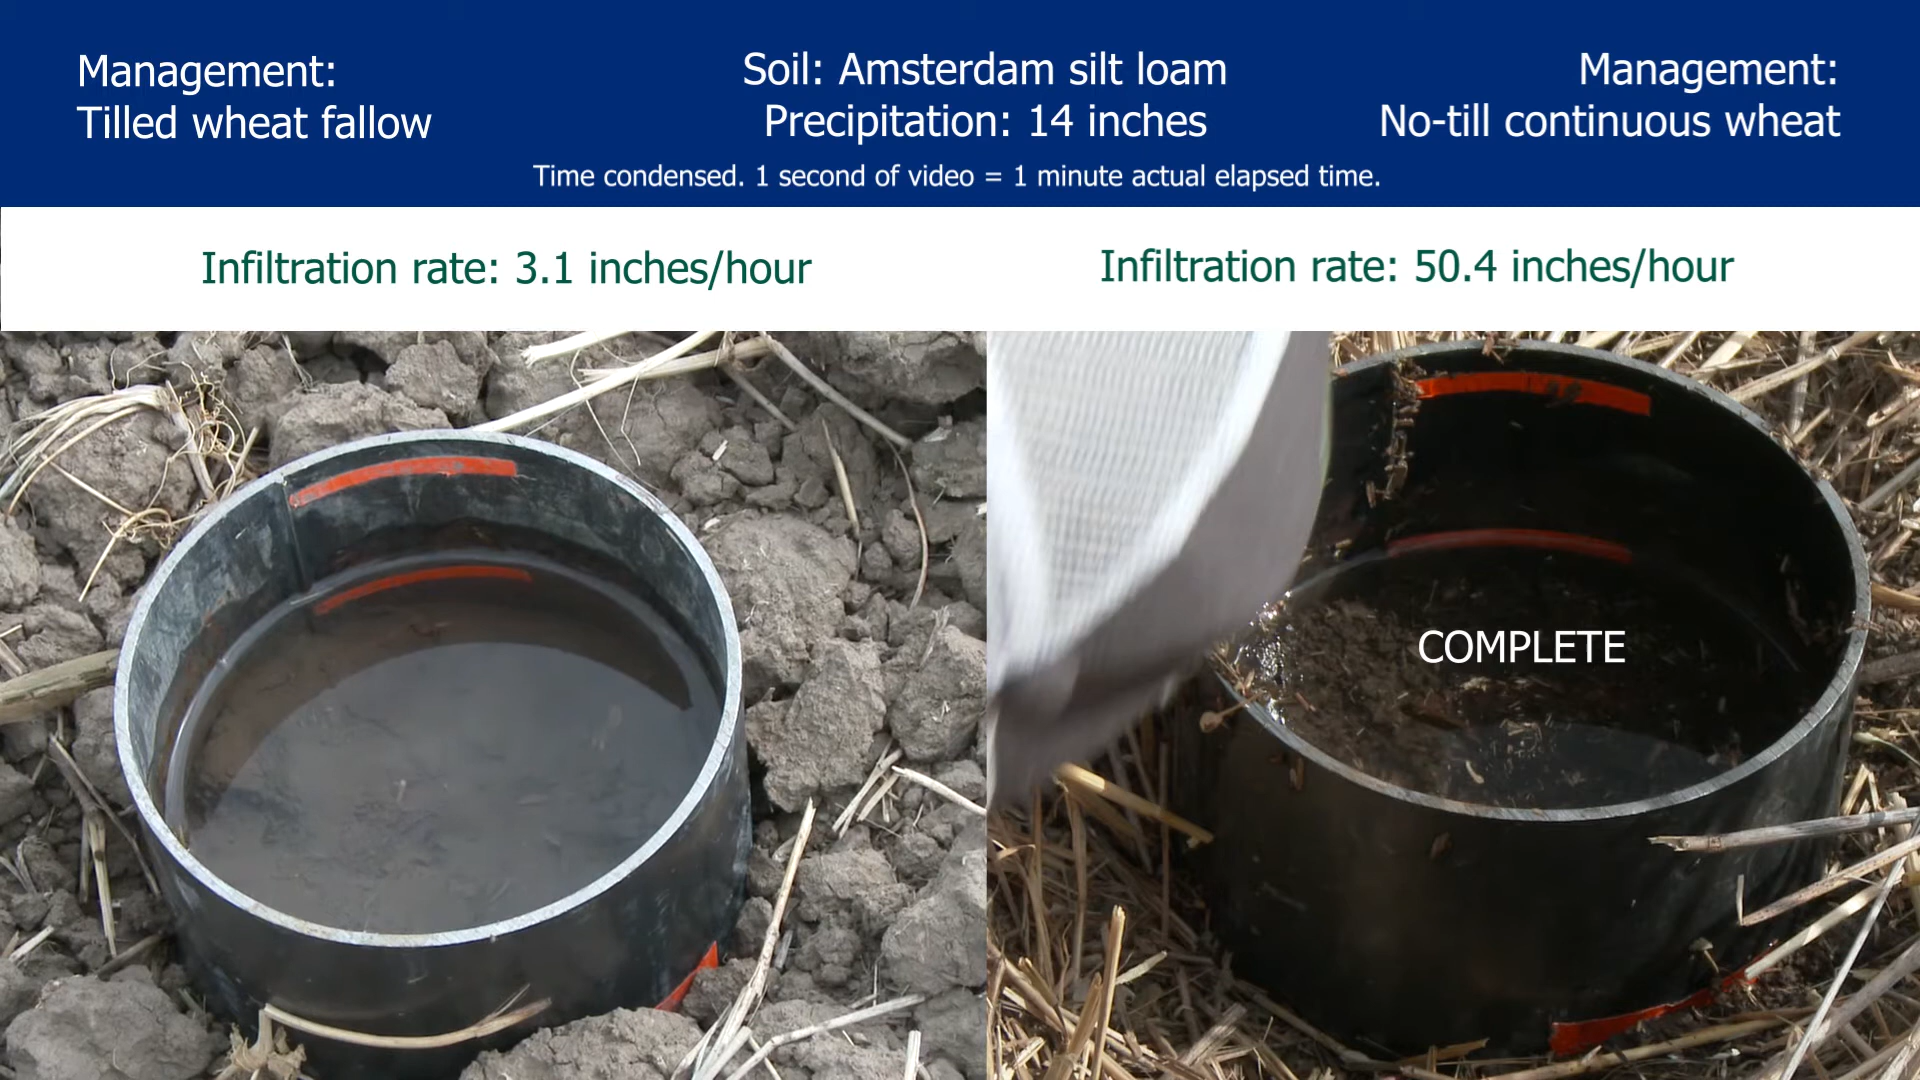 Management:
Tilled wheat fallow
Soil: Amsterdam silt loam
Precipitation: 14 inches
Management:
No-till continuous wheat
Time condensed. 1 second of video = 1 minute actual elapsed time.
Infiltration rate: 3.1 inches/hour
Infiltration rate: 50.4 inches/hour
COMPLETE